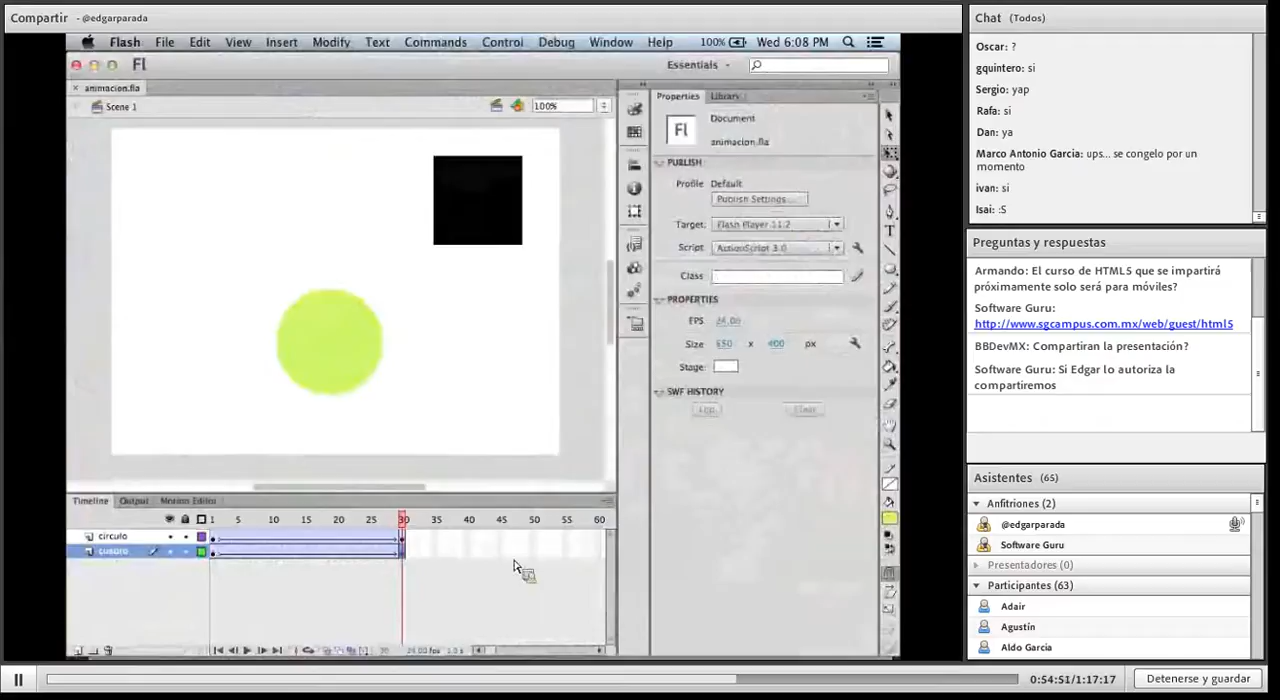 Compartir - @edgarparada
Flash File Edit View Insert Modify Text Commands Control Debug Window Help 100% Wed 6:08 PM
Fl Essentials
animacion.fla
Scene 1 100%
Properties Library
Fl Document
animacion.fla
PUBLISH
Profile Default
Publish Settings...
Target: Flash Player 11.2
Script: ActionScript 3.0
Class
PROPERTIES
FPS 24.00
Size 550 x 400 px
Stage:
SWF HISTORY
Log Clear
Timeline Output Motion Editor
1 5 10 15 20 25 30 35 40 45 50 55 60
circulo
cuadro
30 24.00 fps 1.2 s
Chat (Todos)
Oscar: ?
gquintero: si
Sergio: yap
Rafa: si
Dan: ya
Marco Antonio Garcia: ups... se congelo por un
momento
ivan: si
Isai: :S
Preguntas y respuestas
Armando: El curso de HTML5 que se impartirá
próximamente solo será para móviles?
Software Guru:
http://www.sgcampus.com.mx/web/guest/html5
BBDevMX: Compartiran la presentación?
Software Guru: Si Edgar lo autoriza la
compartiremos
Asistentes (65)
Anfitriones (2)
@edgarparada
Software Guru
Presentadores (0)
Participantes (63)
Adair
Agustín
Aldo Garcia
0:54:51/1:17:17 Detenerse y guardar